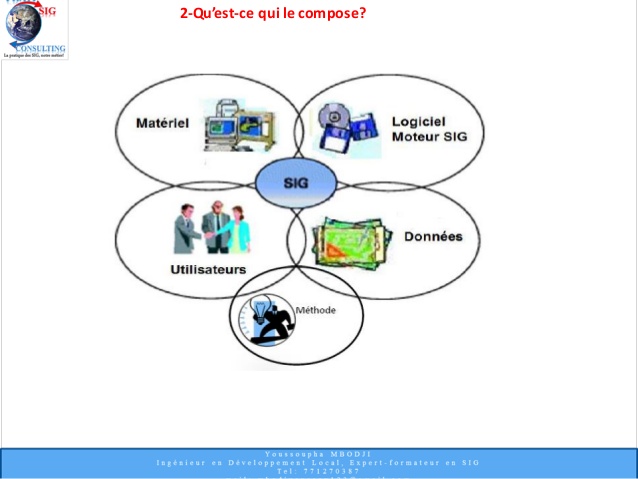 SIG
CONSULTING
La pratique des SIG, notre métier!
2-Qu’est-ce qui le compose?
Matériel
Logiciel
Moteur SIG
SIG
Utilisateurs
Données
Méthode
Youssoupha MBODJI
Ingénieur en Développement Local, Expert-formateur en SIG
Tel: 771270387